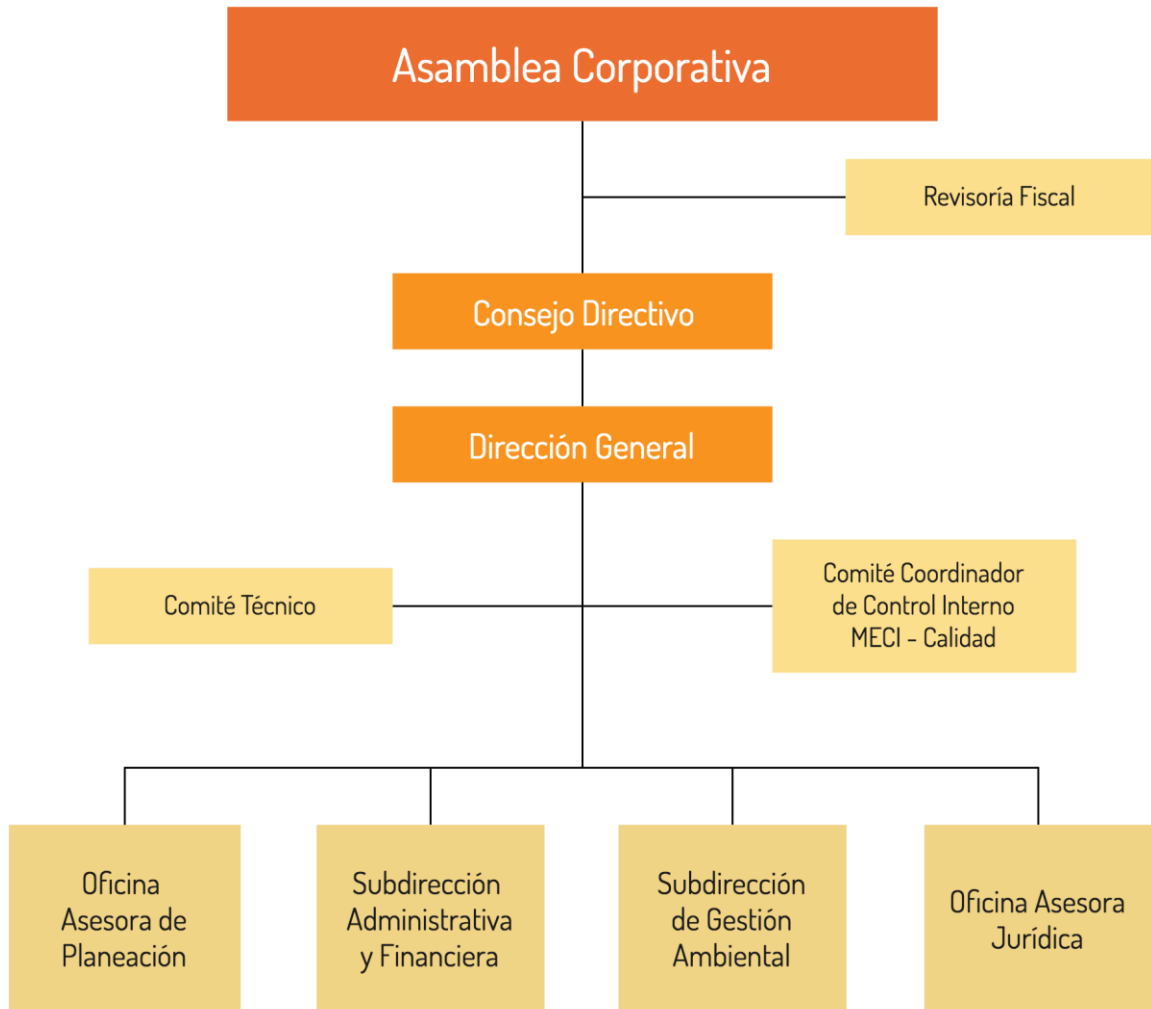 Asamblea Corporativa
Revisoría Fiscal
Consejo Directivo
Dirección General
Comité Técnico
Comité Coordinador
de Control Interno
MECI - Calidad
Oficina
Asesora de
Planeación
Subdirección
Administrativa
y Financiera
Subdirección
de Gestión
Ambiental
Oficina Asesora
Jurídica